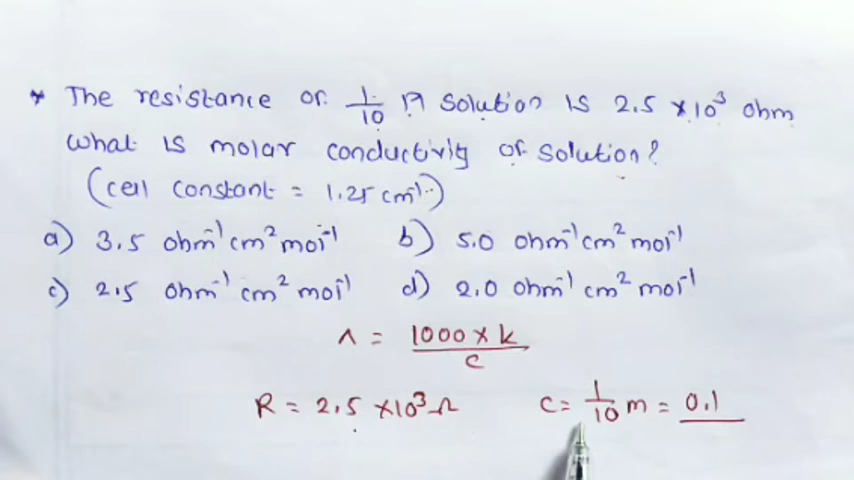 * The resistance of 1/10 M solution is 2.5 × 10³ ohm
what is molar conductivity of solution?
(cell constant = 1.25 cm⁻¹)
a) 3.5 ohm⁻¹ cm² mol⁻¹ b) 5.0 ohm⁻¹ cm² mol⁻¹
c) 2.5 ohm⁻¹ cm² mol⁻¹ d) 2.0 ohm⁻¹ cm² mol⁻¹
Λ = 1000 × k / C
R = 2.5 × 10³ Ω C = 1/10 m = 0.1